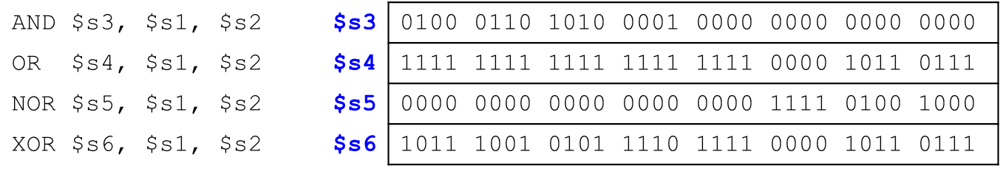 AND $s3, $s1, $s2 $s3 0100 0110 1010 0001 0000 0000 0000 0000
OR $s4, $s1, $s2 $s4 1111 1111 1111 1111 1111 0000 1011 0111
NOR $s5, $s1, $s2 $s5 0000 0000 0000 0000 0000 1111 0100 1000
XOR $s6, $s1, $s2 $s6 1011 1001 0101 1110 1111 0000 1011 0111